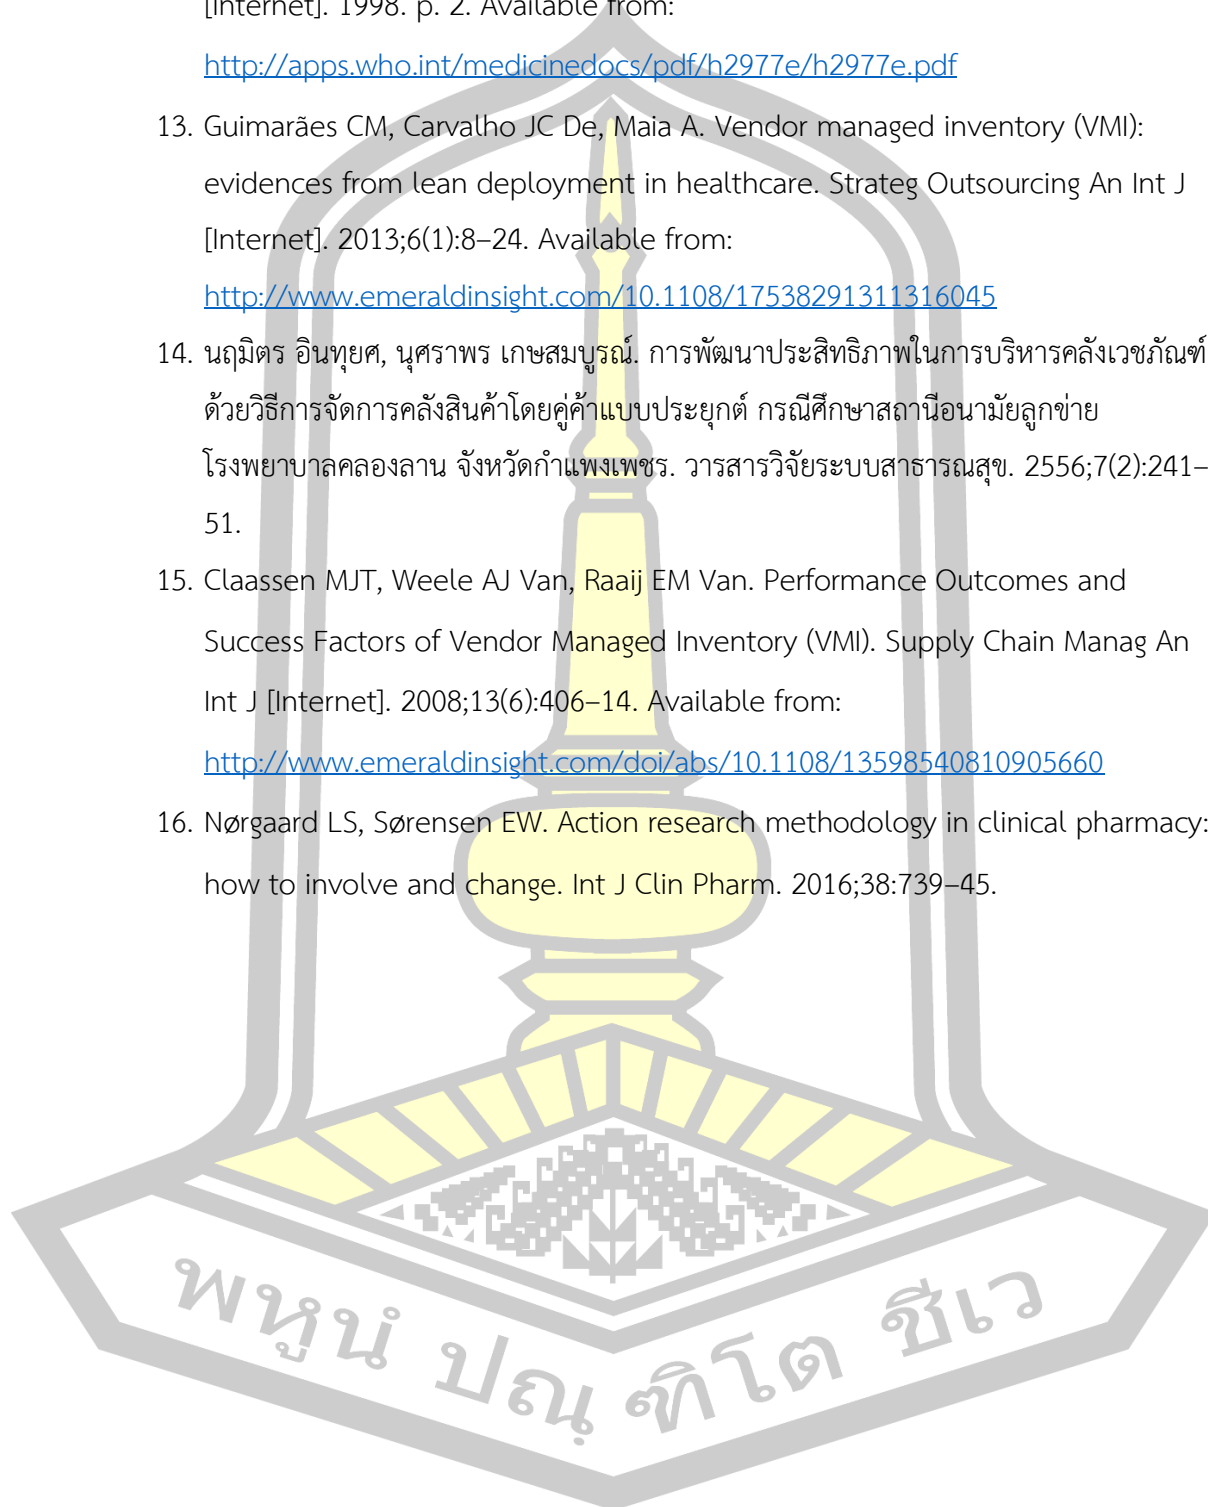 [Internet]. 1998. p. 2. Available from:
http://apps.who.int/medicinedocs/pdf/h2977e/h2977e.pdf
13. Guimarães CM, Carvalho JC De, Maia A. Vendor managed inventory (VMI):
evidences from lean deployment in healthcare. Strateg Outsourcing An Int J
[Internet]. 2013;6(1):8–24. Available from:
http://www.emeraldinsight.com/10.1108/17538291311316045
14. นฤมิตร อินทุยศ, นุศราพร เกษสมบูรณ์. การพัฒนาประสิทธิภาพในการบริหารคลังเวชภัณฑ์
ด้วยวิธีการจัดการคลังสินค้าโดยคู่ค้าแบบประยุกต์ กรณีศึกษาสถานีอนามัยลูกข่าย
โรงพยาบาลคลองลาน จังหวัดกำแพงเพชร. วารสารวิจัยระบบสาธารณสุข. 2556;7(2):241–
51.
15. Claassen MJT, Weele AJ Van, Raaij EM Van. Performance Outcomes and
Success Factors of Vendor Managed Inventory (VMI). Supply Chain Manag An
Int J [Internet]. 2008;13(6):406–14. Available from:
http://www.emeraldinsight.com/doi/abs/10.1108/13598540810905660
16. Nørgaard LS, Sørensen EW. Action research methodology in clinical pharmacy:
how to involve and change. Int J Clin Pharm. 2016;38:739–45.
พหูนํ ปณฺฑิโต ชีเว